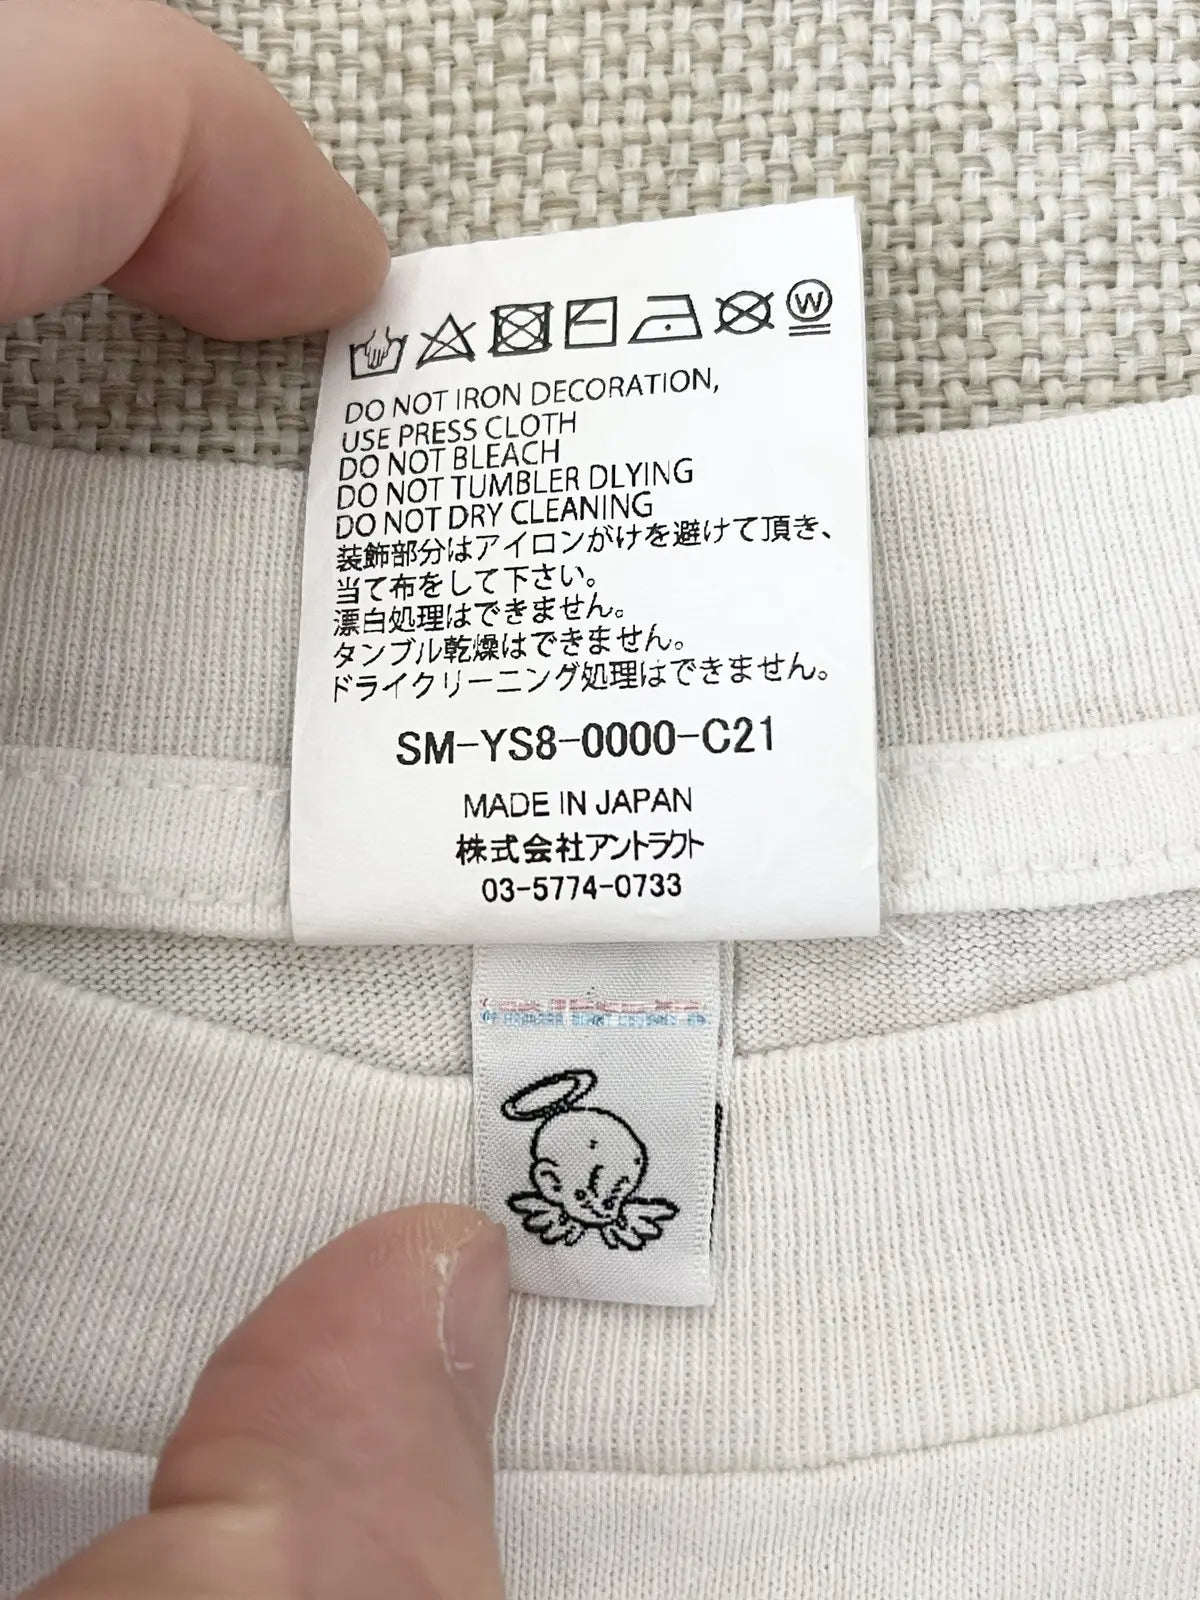 W
DO NOT IRON DECORATION,
USE PRESS CLOTH
DO NOT BLEACH
DO NOT TUMBLER DLYING
DO NOT DRY CLEANING
装飾部分はアイロンがけを避けて頂き、
当て布をして下さい。
漂白処理はできません。
タンブル乾燥はできません。
ドライクリーニング処理はできません。
SM-YS8-0000-C21
MADE IN JAPAN
株式会社アントラクト
03-5774-0733